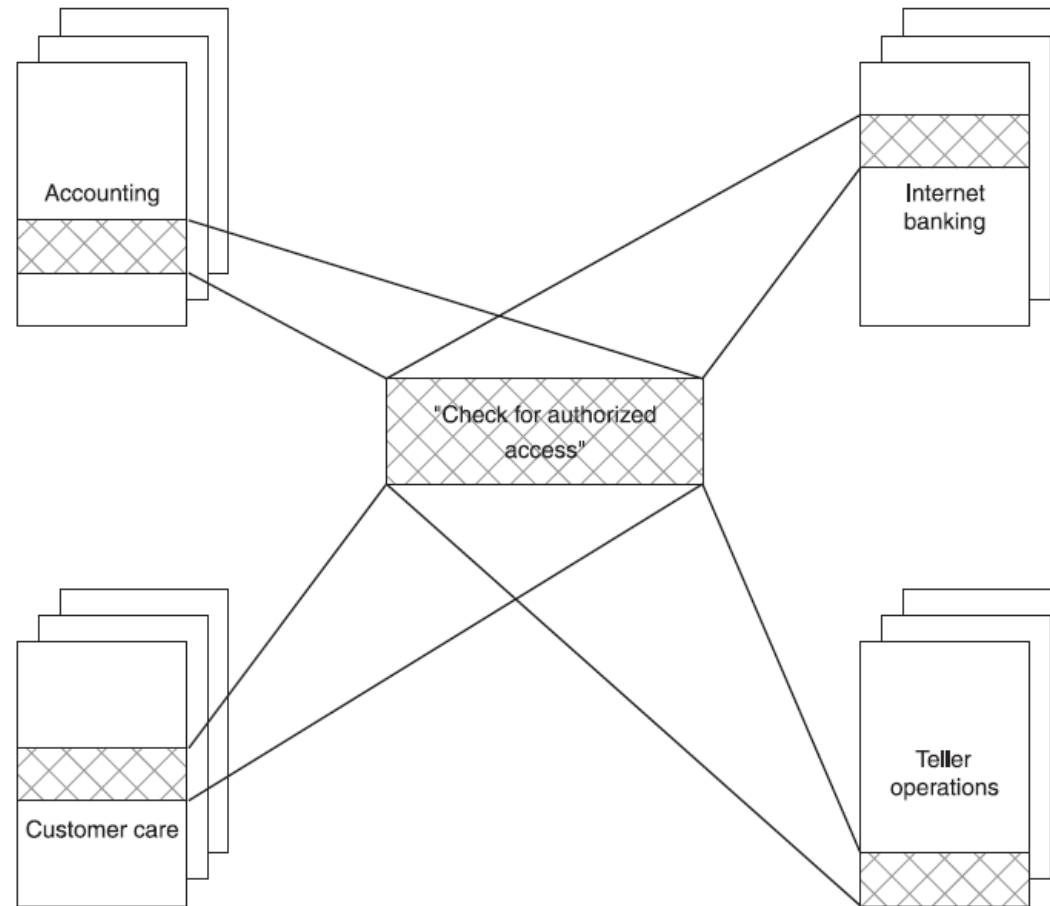 Accounting
Internet
banking
"Check for authorized
access"
Customer care
Teller
operations